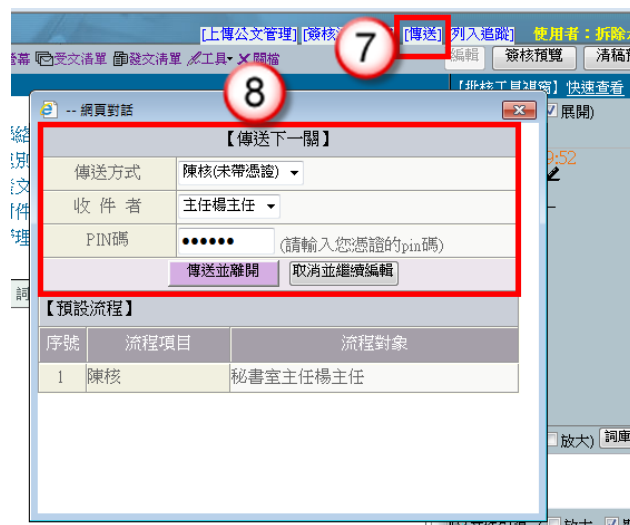 [上傳公文管理] [簽核 [傳送] 列入追蹤] 使用者：拆除
螢幕 受文清單 發文清單 工具 關檔 編輯 簽核預覽 清稿
7
【批核工具視窗】快速查看
8
-- 網頁對話
展開)
【傳送下一關】
9:52
傳送方式 陳核(未帶憑證)
收 件 者 主任楊主任
PIN碼 •••••• (請輸入您憑證的pin碼)
傳送並離開 取消並繼續編輯
詞
【預設流程】
序號 流程項目 流程對象
1 陳核 秘書室主任楊主任
放大) 詞庫
放大